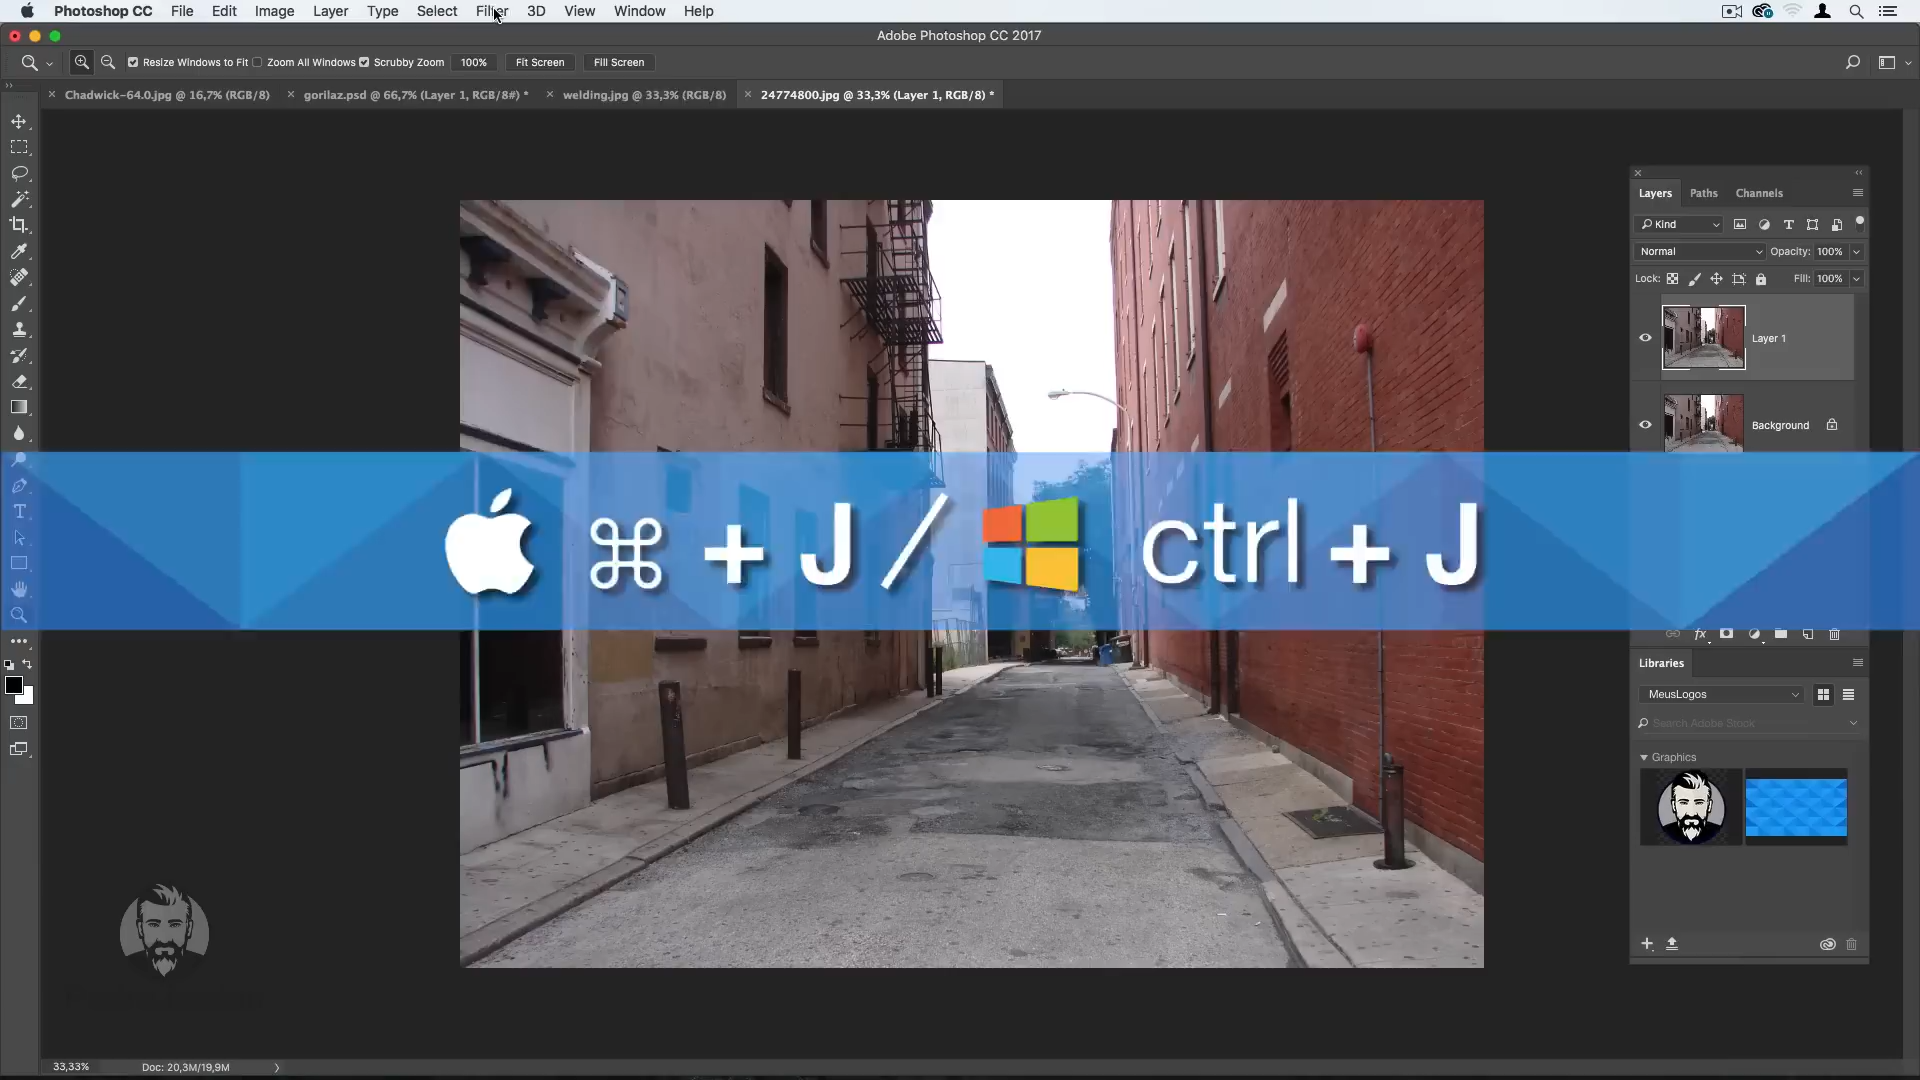 Photoshop CC File Edit Image Layer Type Select Filter 3D View Window Help
Adobe Photoshop CC 2017
Resize Windows to Fit Zoom All Windows Scrubby Zoom 100% Fit Screen Fill Screen
Chadwick-64.0.jpg @ 16,7% (RGB/8) gorilaz.psd @ 66,7% (Layer 1, RGB/8#) * welding.jpg @ 33,3% (RGB/8) 24774800.jpg @ 33,3% (Layer 1, RGB/8) *
Layers Paths Channels
Kind
Normal Opacity: 100%
Lock: Fill: 100%
Layer 1
Background
⌘ + J / ctrl + J
fx
Libraries
MeusLogos
Search Adobe Stock
Graphics
33,33% Doc: 20,3M/19,9M